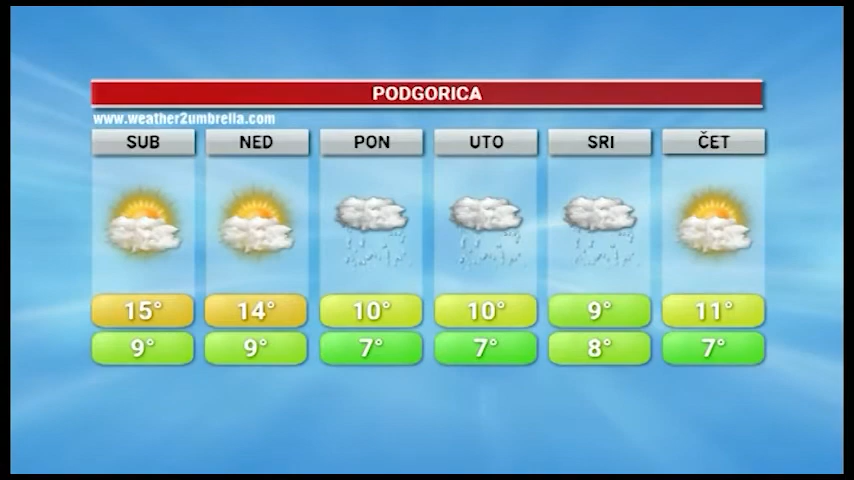 PODGORICA
www.weather2umbrella.com
SUB NED PON UTO SRI ČET
15° 14° 10° 10° 9° 11°
9° 9° 7° 7° 8° 7°